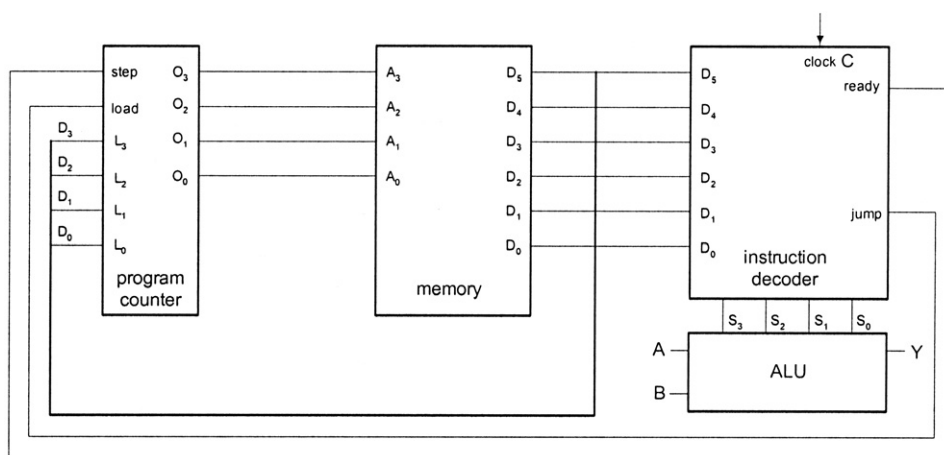 step
load
D₃
L₃
D₂
L₂
D₁
L₁
D₀
L₀
O₃
O₂
O₁
O₀
program
counter
A₃
A₂
A₁
A₀
D₅
D₄
D₃
D₂
D₁
D₀
memory
clock C
ready
D₅
D₄
D₃
D₂
D₁
D₀
jump
instruction
decoder
S₃ S₂ S₁ S₀
A
B
ALU
Y